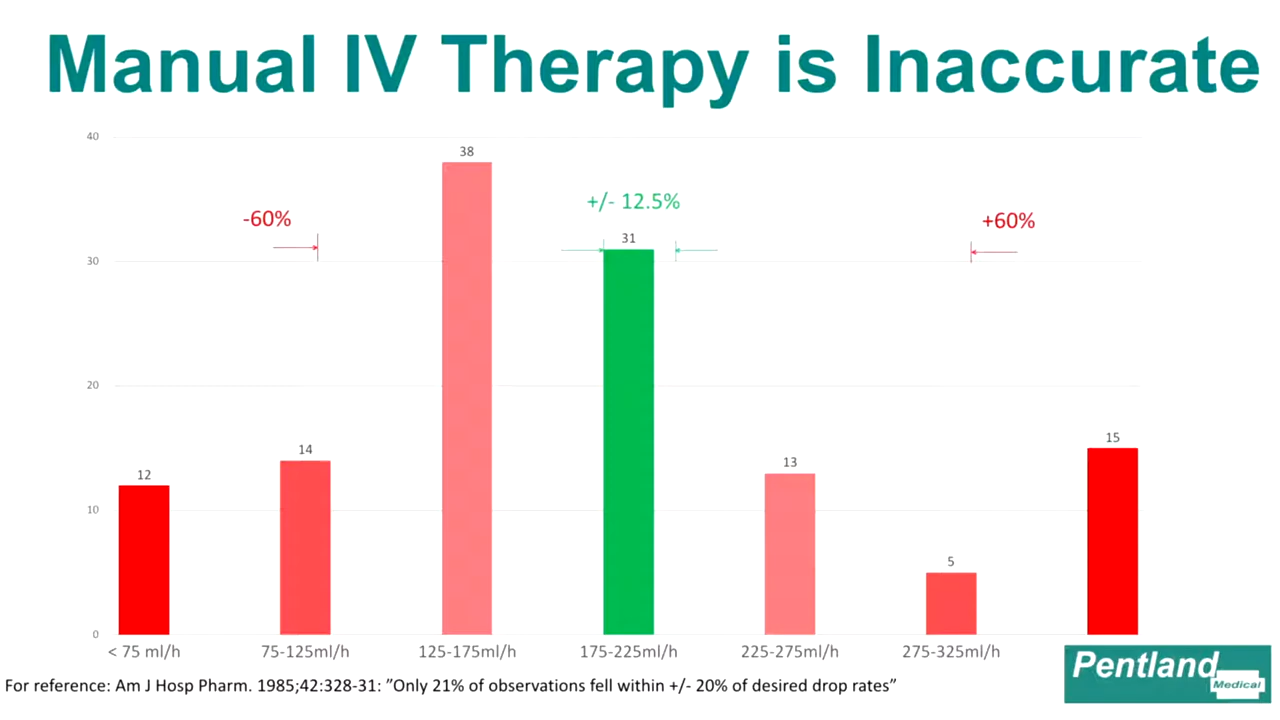 Manual IV Therapy is Inaccurate
40
38
+/- 12.5%
-60%
+60%
31
30
20
15
14
13
12
10
5
0
< 75 ml/h
75-125ml/h
125-175ml/h
175-225ml/h
225-275ml/h
275-325ml/h
Pentland
Medical
For reference: Am J Hosp Pharm. 1985;42:328-31: ”Only 21% of observations fell within +/- 20% of desired drop rates”